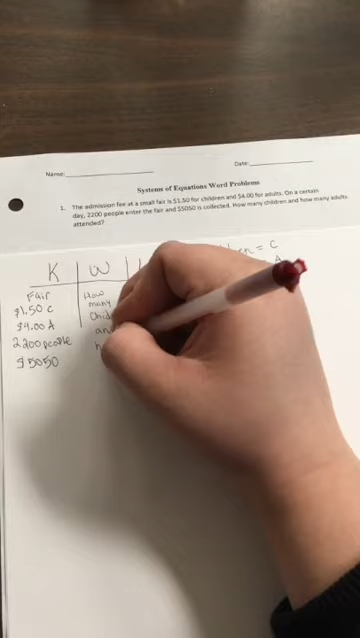 Name:
Date:
Systems of Equations Word Problems
1. The admission fee at a small fair is $1.50 for children and $4.00 for adults. On a certain
day, 2200 people enter the fair and $5050 is collected. How many children and how many adults
attended?
K W
= C
A
Fair
$1.50 C
$4.00 A
2200 people
$5050
How
many